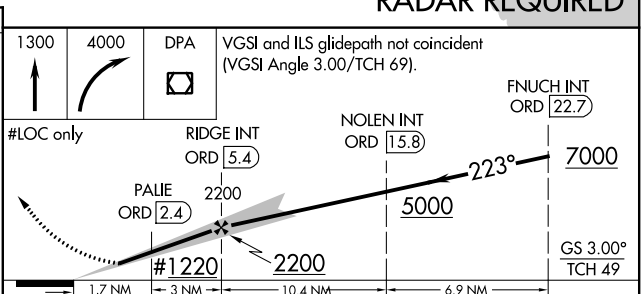 RADAR REQUIRED
1300
4000
DPA
VGSI and ILS glidepath not coincident
(VGSI Angle 3.00/TCH 69).
#LOC only
FNUCH INT
ORD 22.7
NOLEN INT
ORD 15.8
RIDGE INT
ORD 5.4
PALIE
ORD 2.4
2200
223°
7000
5000
2200
#1220
GS 3.00°
TCH 49
1.7 NM
3 NM
10.4 NM
6.9 NM